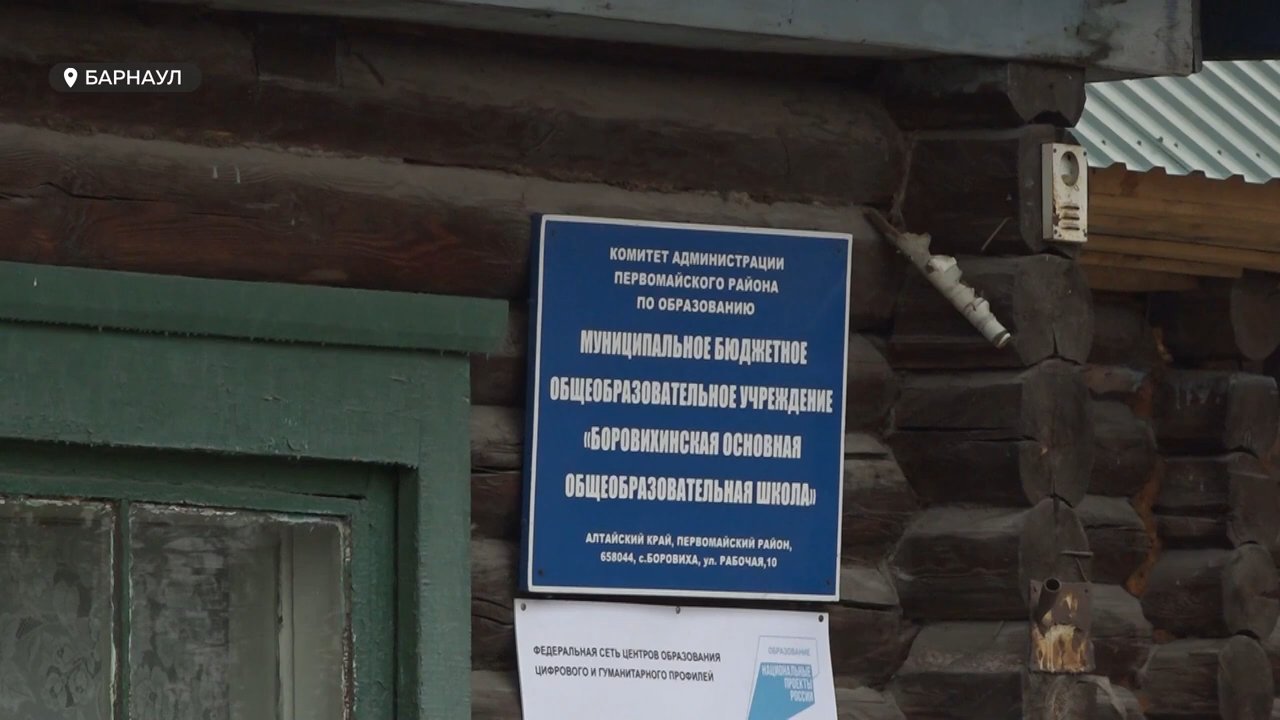 БАРНАУЛ
КОМИТЕТ АДМИНИСТРАЦИИ
ПЕРВОМАЙСКОГО РАЙОНА
ПО ОБРАЗОВАНИЮ
МУНИЦИПАЛЬНОЕ БЮДЖЕТНОЕ
ОБЩЕОБРАЗОВАТЕЛЬНОЕ УЧРЕЖДЕНИЕ
«БОРОВИХИНСКАЯ ОСНОВНАЯ
ОБЩЕОБРАЗОВАТЕЛЬНАЯ ШКОЛА»
АЛТАЙСКИЙ КРАЙ, ПЕРВОМАЙСКИЙ РАЙОН,
658044, с.БОРОВИХА, ул. РАБОЧАЯ,10
ФЕДЕРАЛЬНАЯ СЕТЬ ЦЕНТРОВ ОБРАЗОВАНИЯ
ЦИФРОВОГО И ГУМАНИТАРНОГО ПРОФИЛЕЙ
ОБРАЗОВАНИЕ
НАЦИОНАЛЬНЫЕ
ПРОЕКТЫ
РОССИИ